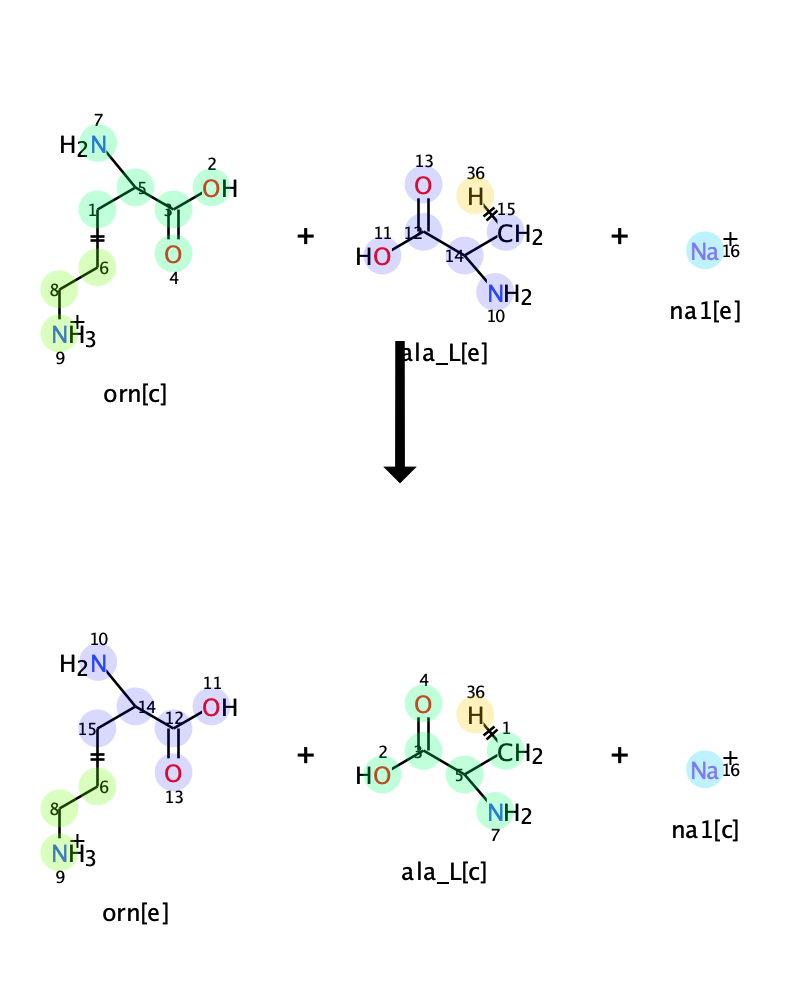 7
H2N
5
2
OH
1
3
O
4
6
8
+
NH3
9
orn[c]
+
13
O
36
H
15
CH2
11
HO
12
14
NH2
10
ala_L[e]
+
Na
+
16
na1[e]
10
H2N
14
11
OH
15
12
O
13
6
8
+
NH3
9
orn[e]
+
4
O
36
H
1
CH2
2
HO
3
5
NH2
7
ala_L[c]
+
Na
+
16
na1[c]